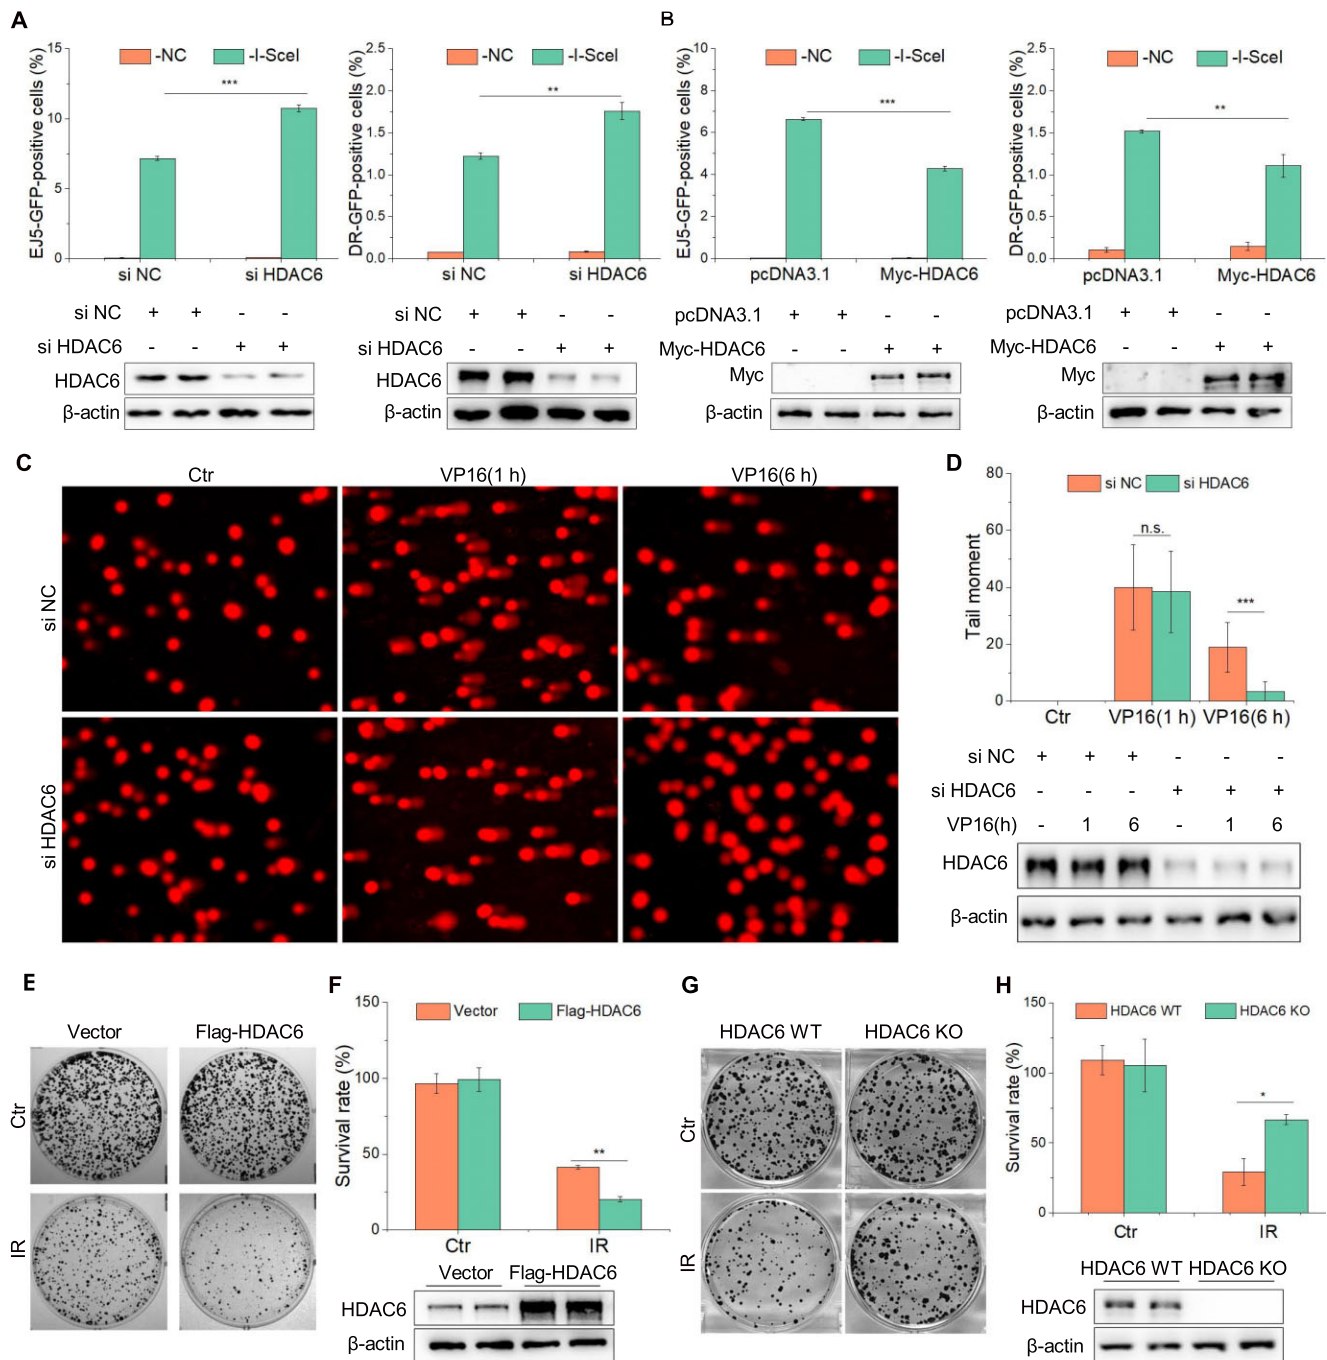 A
EJ5-GFP-positive cells (%)
15
10
5
0
-NC -I-SceI
***
si NC si HDAC6
DR-GFP-positive cells (%)
2.5
2.0
1.5
1.0
0.5
0.0
-NC -I-SceI
**
si NC si HDAC6
si NC + + - -
si HDAC6 - - + +
HDAC6
β-actin
si NC + + - -
si HDAC6 - - + +
HDAC6
β-actin
B
EJ5-GFP-positive cells (%)
10
8
6
4
2
0
-NC -I-SceI
***
pcDNA3.1 Myc-HDAC6
DR-GFP-positive cells (%)
2.5
2.0
1.5
1.0
0.5
0.0
-NC -I-SceI
**
pcDNA3.1 Myc-HDAC6
pcDNA3.1 + + - -
Myc-HDAC6 - - + +
Myc
β-actin
pcDNA3.1 + + - -
Myc-HDAC6 - - + +
Myc
β-actin
C
Ctr VP16(1 h) VP16(6 h)
si NC
si HDAC6
D
Tail moment
80
60
40
20
0
si NC si HDAC6
n.s.
***
Ctr VP16(1 h) VP16(6 h)
si NC + + + - - -
si HDAC6 - - - + + +
VP16(h) - 1 6 - 1 6
HDAC6
β-actin
E
Vector Flag-HDAC6
Ctr
IR
F
Survival rate (%)
150
100
50
0
Vector Flag-HDAC6
**
Ctr IR
Vector Flag-HDAC6
HDAC6
β-actin
G
HDAC6 WT HDAC6 KO
Ctr
IR
H
Survival rate (%)
150
100
50
0
HDAC6 WT HDAC6 KO
*
Ctr IR
HDAC6 WT HDAC6 KO
HDAC6
β-actin